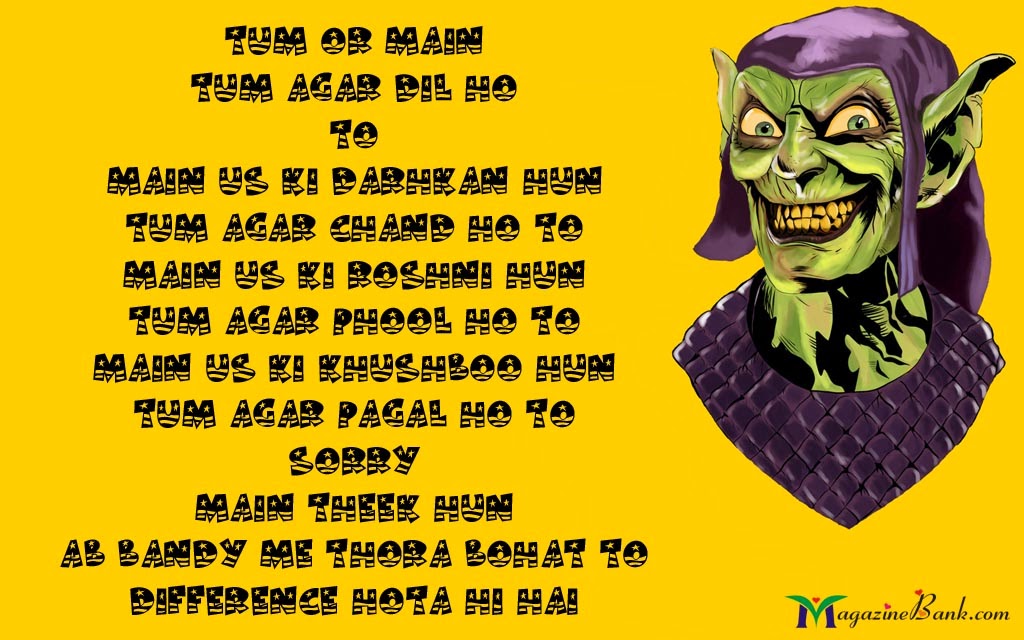 TUM OR MAIN
TUM AGAR DIL HO
TO
MAIN US KI DARHKAN HUN
TUM AGAR CHAND HO TO
MAIN US KI ROSHNI HUN
TUM AGAR PHOOL HO TO
MAIN US KI KHUSHBOO HUN
TUM AGAR PAGAL HO TO
SORRY
MAIN THEEK HUN
AB BANDY ME THORA BOHAT TO
DIFFERENCE HOTA HI HAI
MagazineBank.com